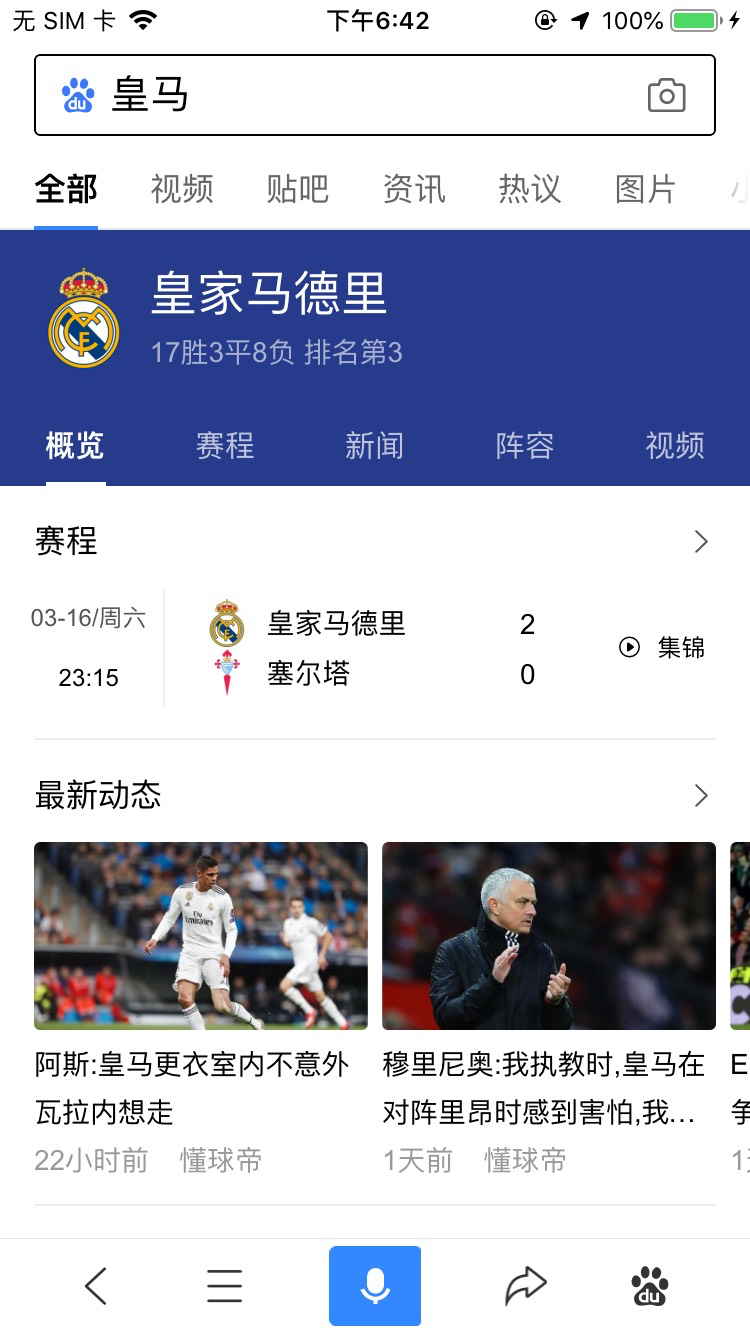 无 SIM 卡 下午6:42 100%
du 皇马
全部 视频 贴吧 资讯 热议 图片
皇家马德里
17胜3平8负 排名第3
概览 赛程 新闻 阵容 视频
赛程
03-16/周六
23:15
皇家马德里 2
塞尔塔 0
集锦
最新动态
Fly
Emirates
阿斯:皇马更衣室内不意外
瓦拉内想走
22小时前 懂球帝
穆里尼奥:我执教时,皇马在
对阵里昂时感到害怕,我…
1天前 懂球帝
E
争
1
du